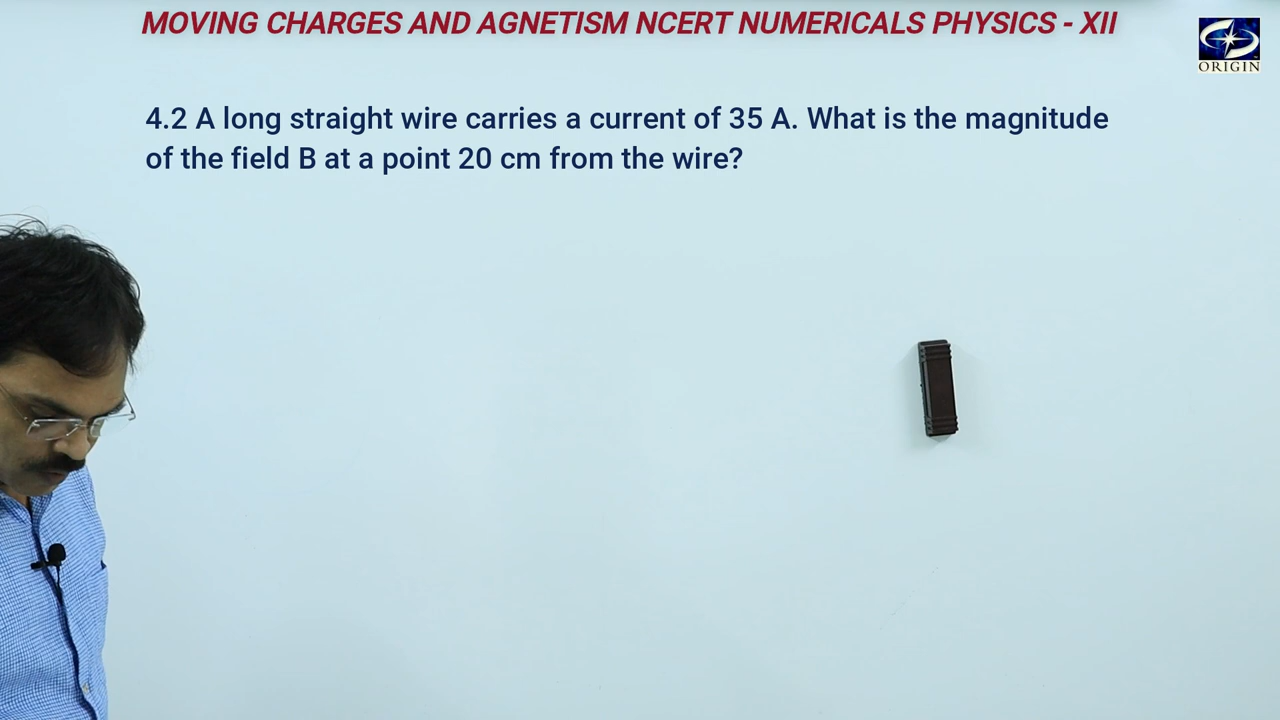 MOVING CHARGES AND AGNETISM NCERT NUMERICALS PHYSICS - XII
ORIGIN
4.2 A long straight wire carries a current of 35 A. What is the magnitude
of the field B at a point 20 cm from the wire?